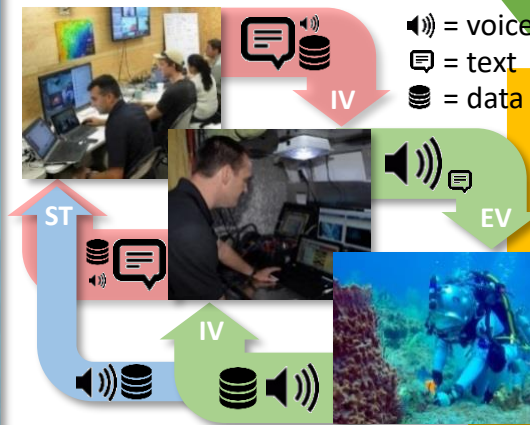 = voice
= text
= data
IV
ST
EV
IV